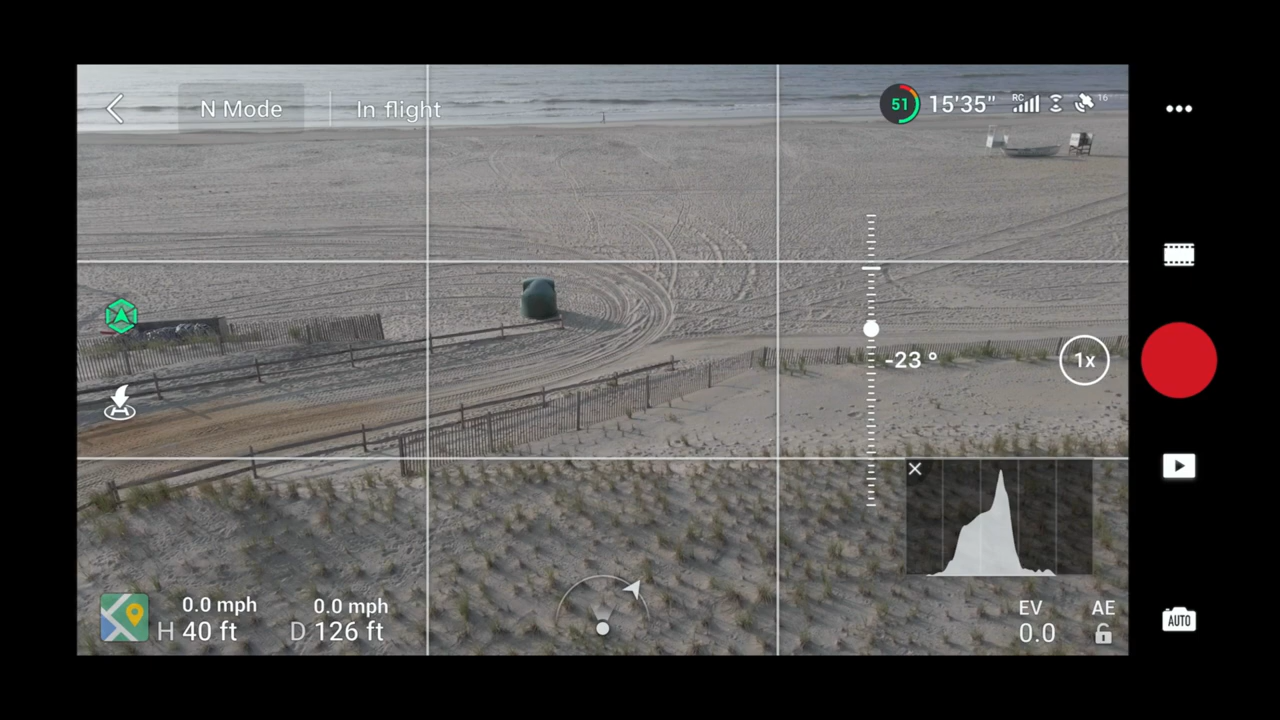 N Mode
In flight
51
15'35"
RC
16
-23 °
1x
0.0 mph
0.0 mph
H 40 ft
D 126 ft
EV
0.0
AE
AUTO